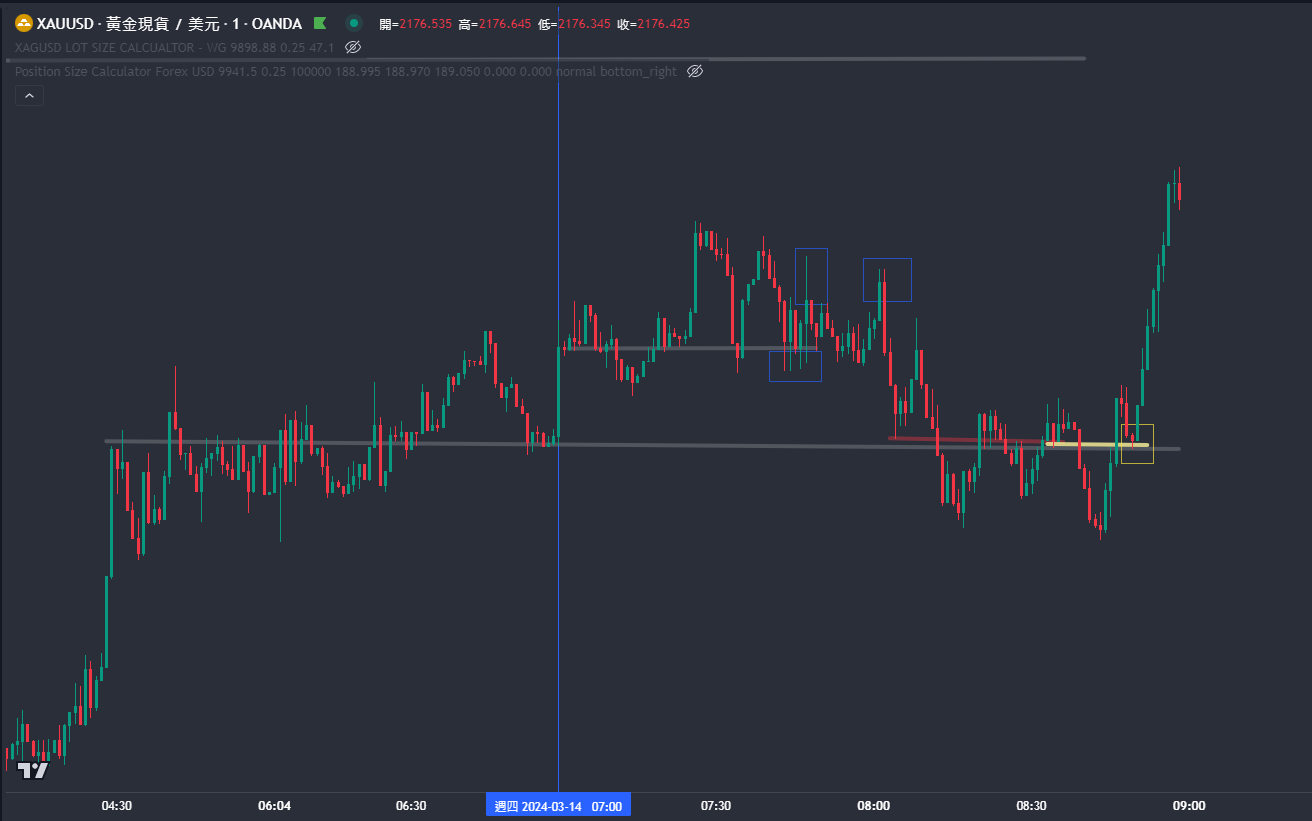 XAUUSD · 黃金現貨 / 美元 · 1 · OANDA 開=2176.535 高=2176.645 低=2176.345 收=2176.425
XAGUSD LOT SIZE CALCUALTOR - WG 9898.88 0.25 47.1
Position Size Calculator Forex USD 9941.5 0.25 100000 188.995 188.970 189.050 0.000 0.000 normal bottom_right
04:30 06:04 06:30 週四 2024-03-14 07:00 07:30 08:00 08:30 09:00